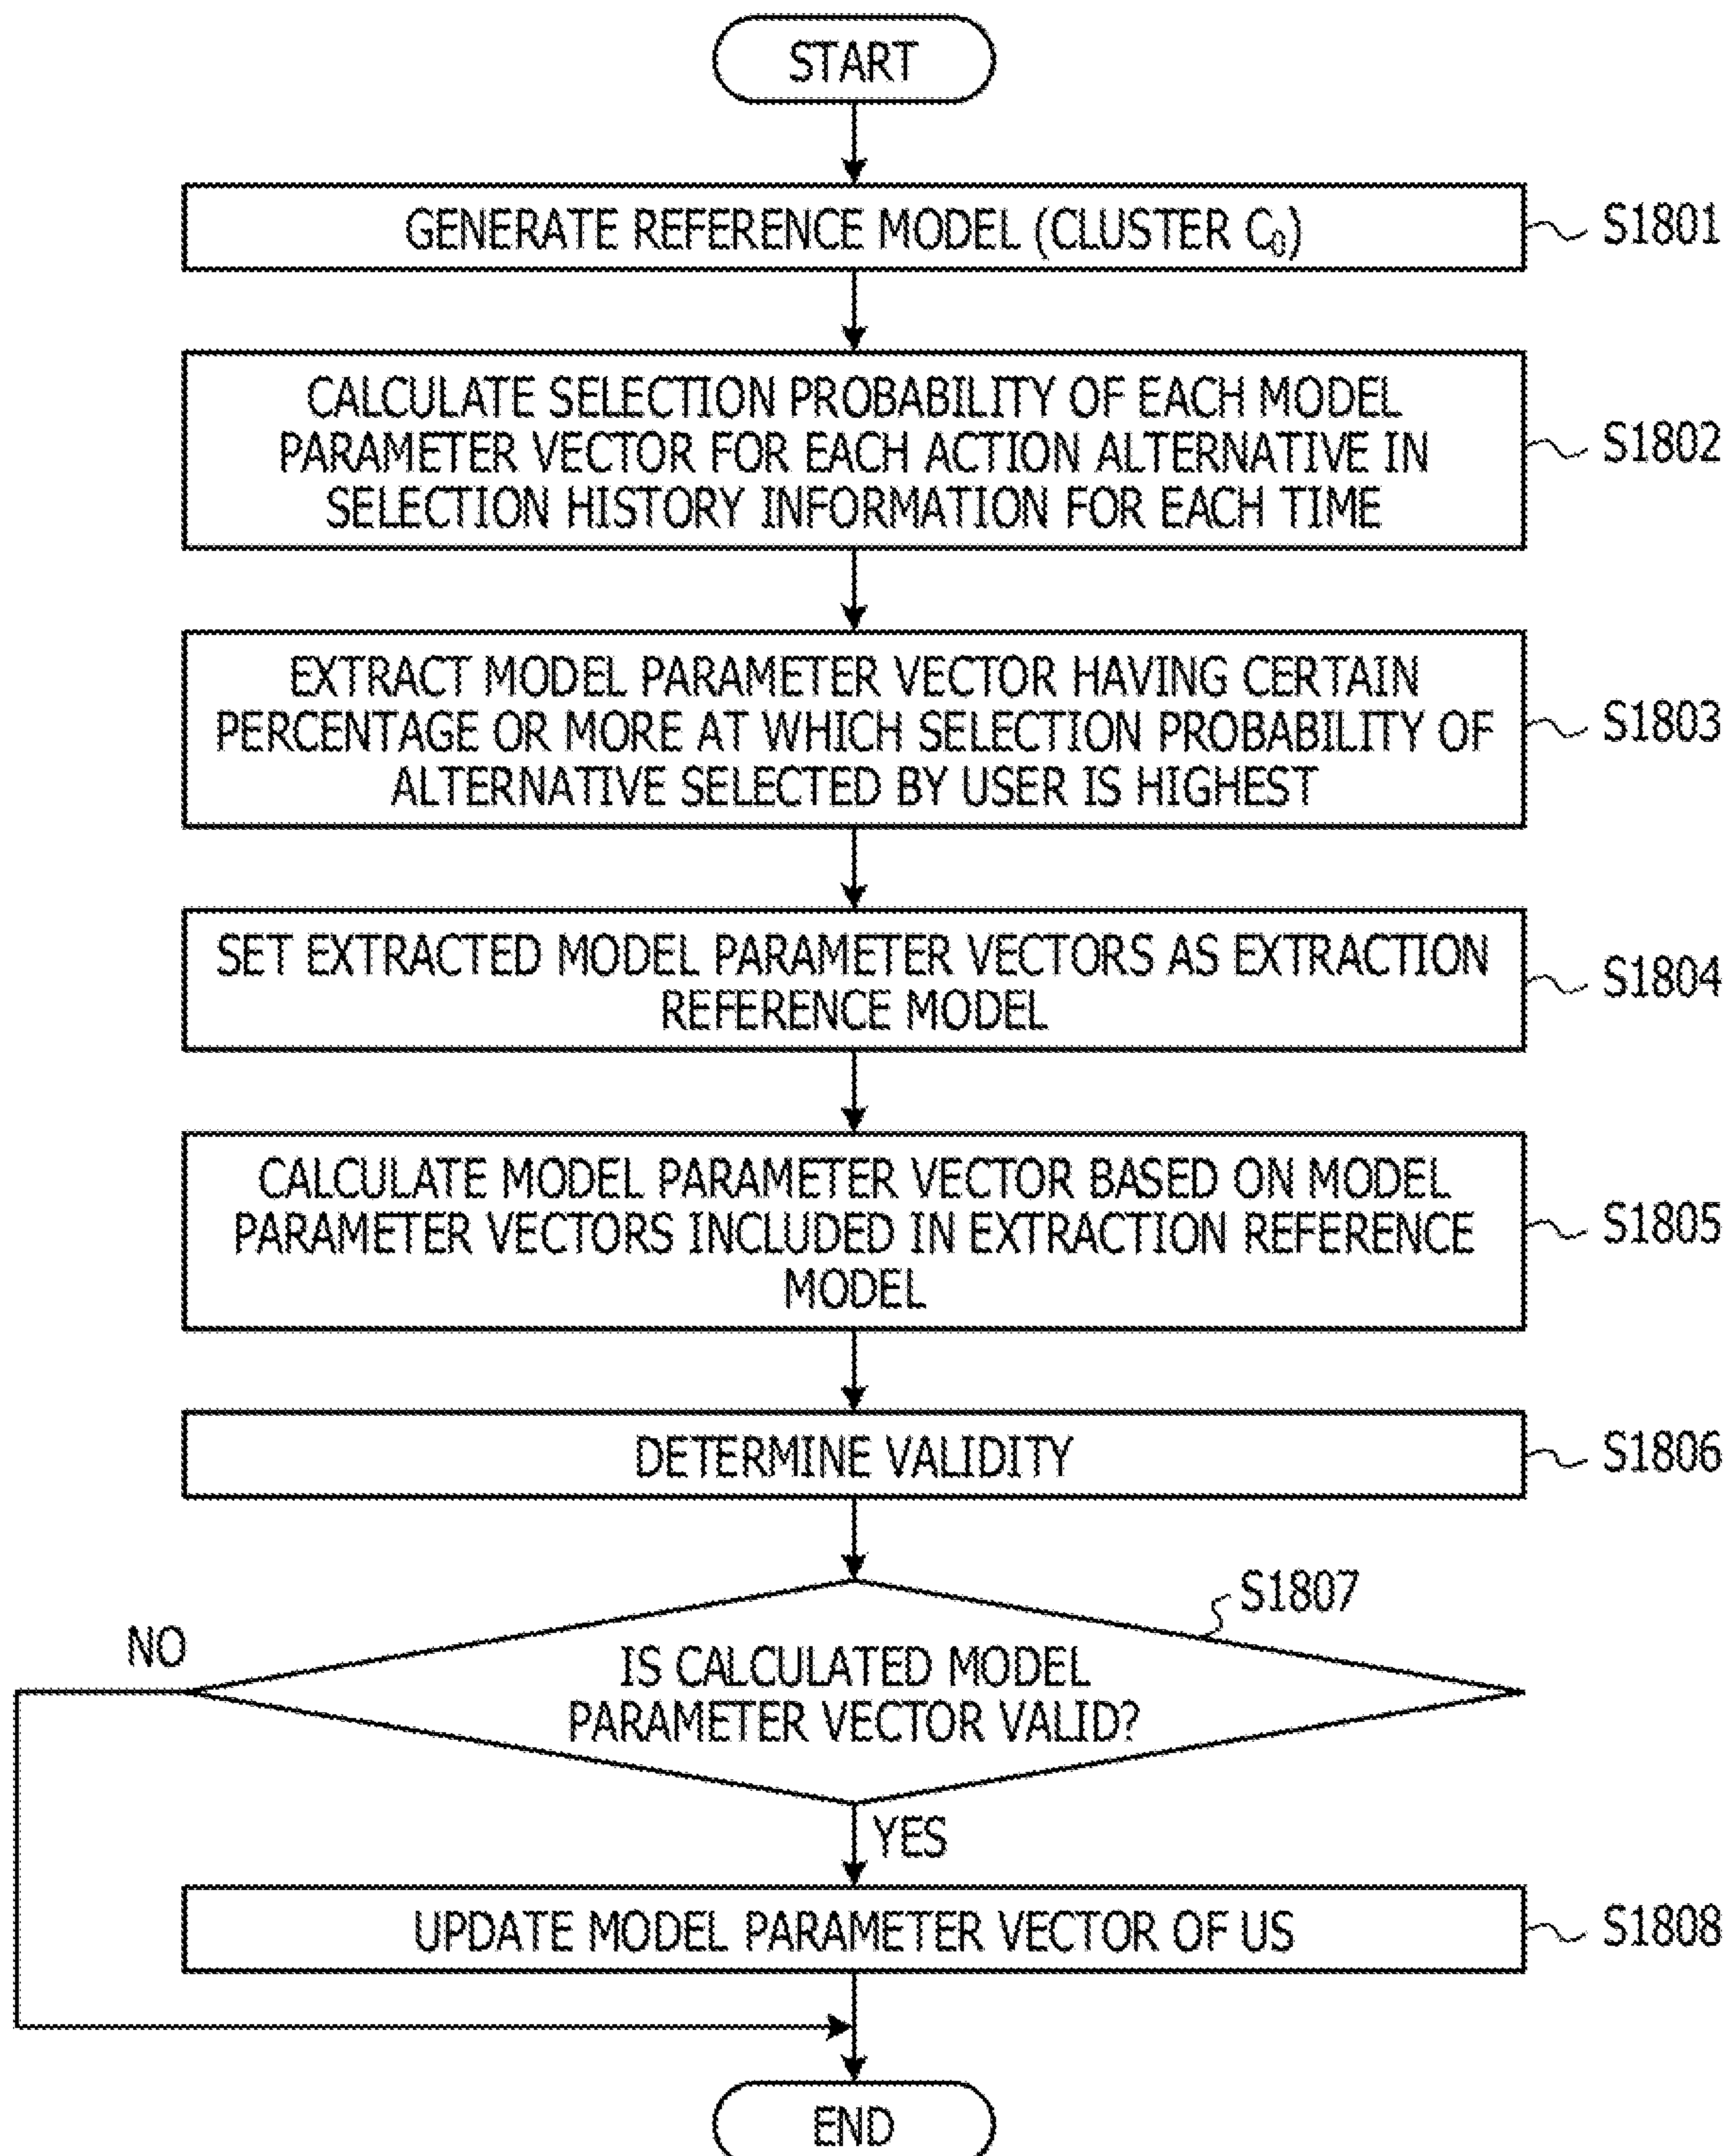 START
GENERATE REFERENCE MODEL (CLUSTER C₀)
S1801
CALCULATE SELECTION PROBABILITY OF EACH MODEL
PARAMETER VECTOR FOR EACH ACTION ALTERNATIVE IN
SELECTION HISTORY INFORMATION FOR EACH TIME
S1802
EXTRACT MODEL PARAMETER VECTOR HAVING CERTAIN
PERCENTAGE OR MORE AT WHICH SELECTION PROBABILITY OF
ALTERNATIVE SELECTED BY USER IS HIGHEST
S1803
SET EXTRACTED MODEL PARAMETER VECTORS AS EXTRACTION
REFERENCE MODEL
S1804
CALCULATE MODEL PARAMETER VECTOR BASED ON MODEL
PARAMETER VECTORS INCLUDED IN EXTRACTION REFERENCE
MODEL
S1805
DETERMINE VALIDITY
S1806
S1807
NO
IS CALCULATED MODEL
PARAMETER VECTOR VALID?
YES
UPDATE MODEL PARAMETER VECTOR OF US
S1808
END